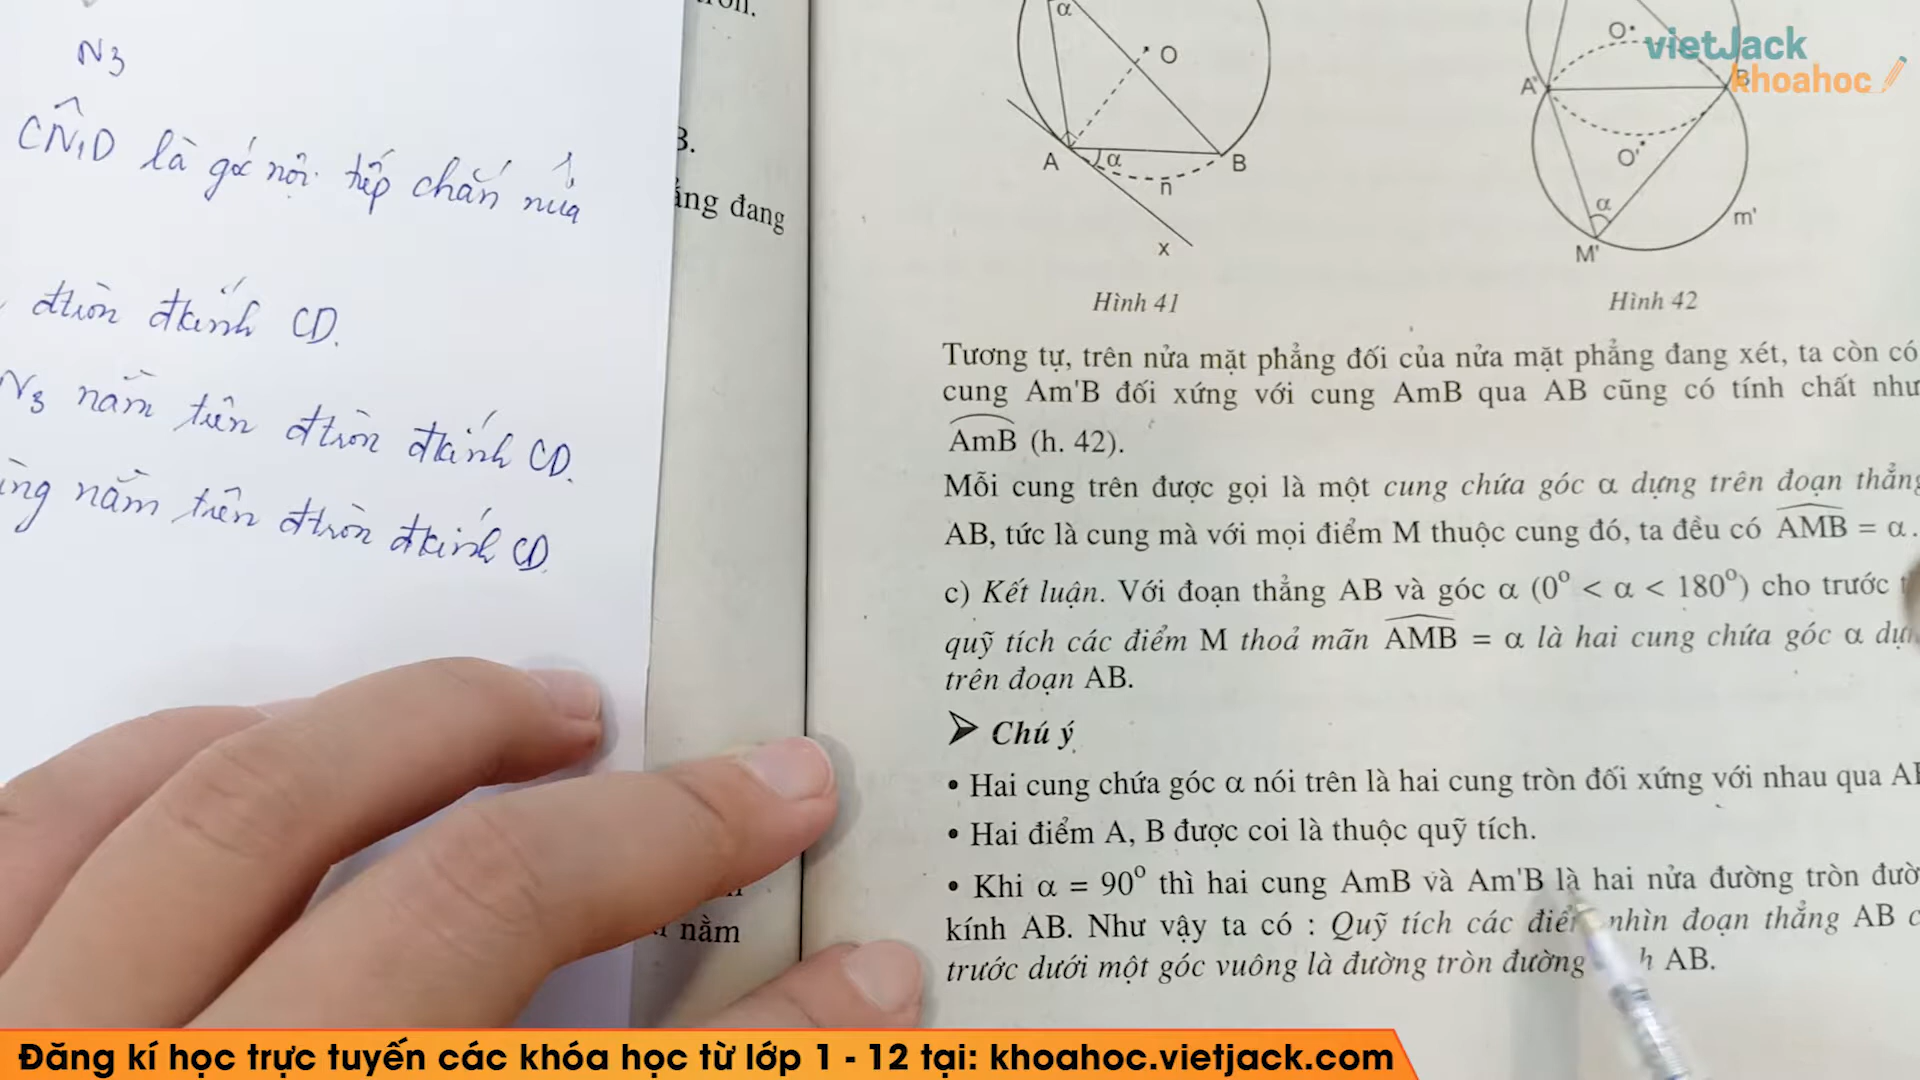 N3
CN1D là góc nội tiếp chắn nửa
đtròn đkính CD.
N3 nằm trên đtròn đkính CD.
nằm trên đtròn đkính CD.
B.
đang
nằm
α
O
A
α
B
n
x
Hình 41
O
A
B
O'
α
m'
M'
Hình 42
vietJack
khoahoc
Tương tự, trên nửa mặt phẳng đối của nửa mặt phẳng đang xét, ta còn có
cung Am'B đối xứng với cung AmB qua AB cũng có tính chất như
AmB (h. 42).
Mỗi cung trên được gọi là một cung chứa góc α dựng trên đoạn thẳng
AB, tức là cung mà với mọi điểm M thuộc cung đó, ta đều có AMB = α.
c) Kết luận. Với đoạn thẳng AB và góc α (0° < α < 180°) cho trước
quỹ tích các điểm M thoả mãn AMB = α là hai cung chứa góc α
trên đoạn AB.
➤ Chú ý
• Hai cung chứa góc α nói trên là hai cung tròn đối xứng với nhau qua
• Hai điểm A, B được coi là thuộc quỹ tích.
• Khi α = 90° thì hai cung AmB và Am'B là hai nửa đường tròn
kính AB. Như vậy ta có : Quỹ tích các nhìn đoạn thẳng AB
trước dưới một góc vuông là đường tròn đường AB.
Đăng kí học trực tuyến các khóa học từ lớp 1 - 12 tại: khoahoc.vietjack.com